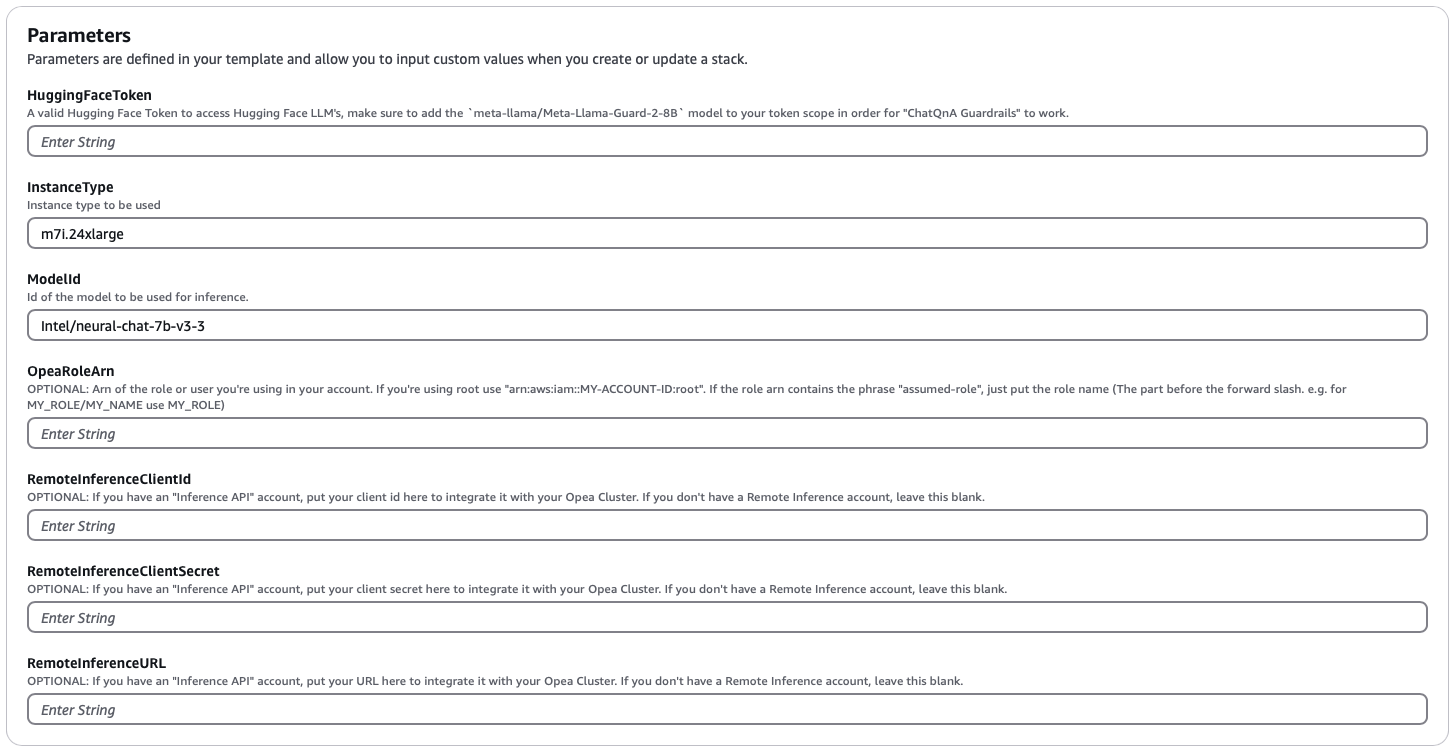 Parameters
Parameters are defined in your template and allow you to input custom values when you create or update a stack.
HuggingFaceToken
A valid Hugging Face Token to access Hugging Face LLM's, make sure to add the `meta-llama/Meta-Llama-Guard-2-8B` model to your token scope in order for "ChatQnA Guardrails" to work.
Enter String
InstanceType
Instance type to be used
m7i.24xlarge
ModelId
Id of the model to be used for inference.
Intel/neural-chat-7b-v3-3
OpeaRoleArn
OPTIONAL: Arn of the role or user you're using in your account. If you're using root use "arn:aws:iam::MY-ACCOUNT-ID:root". If the role arn contains the phrase "assumed-role", just put the role name (The part before the forward slash. e.g. for
MY_ROLE/MY_NAME use MY_ROLE)
Enter String
RemoteInferenceClientId
OPTIONAL: If you have an "Inference API" account, put your client id here to integrate it with your Opea Cluster. If you don't have a Remote Inference account, leave this blank.
Enter String
RemoteInferenceClientSecret
OPTIONAL: If you have an "Inference API" account, put your client secret here to integrate it with your Opea Cluster. If you don't have a Remote Inference account, leave this blank.
Enter String
RemoteInferenceURL
OPTIONAL: If you have an "Inference API" account, put your URL here to integrate it with your Opea Cluster. If you don't have a Remote Inference account, leave this blank.
Enter String